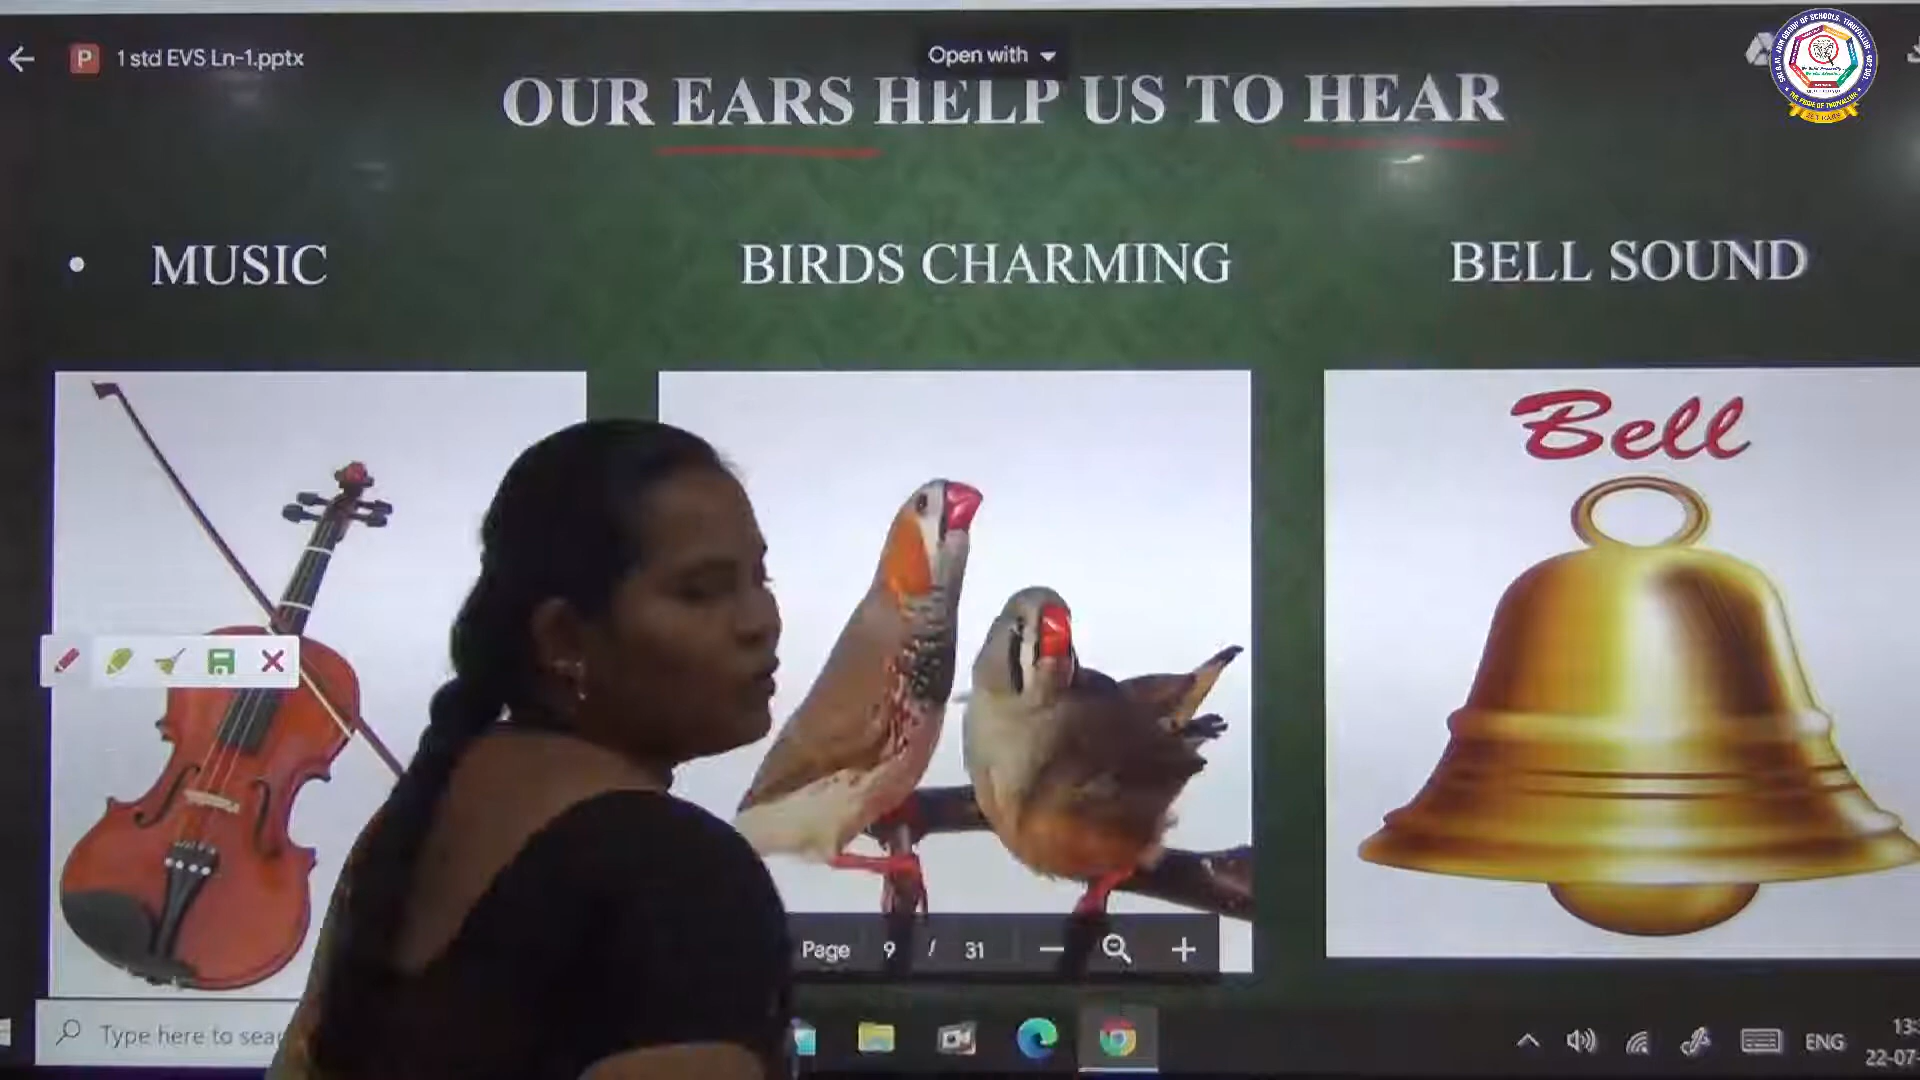 1 std EVS Ln-1.pptx
Open with
OUR EARS HELP US TO HEAR
• MUSIC
BIRDS CHARMING
BELL SOUND
Bell
Page 9 / 31
Type here to
ENG